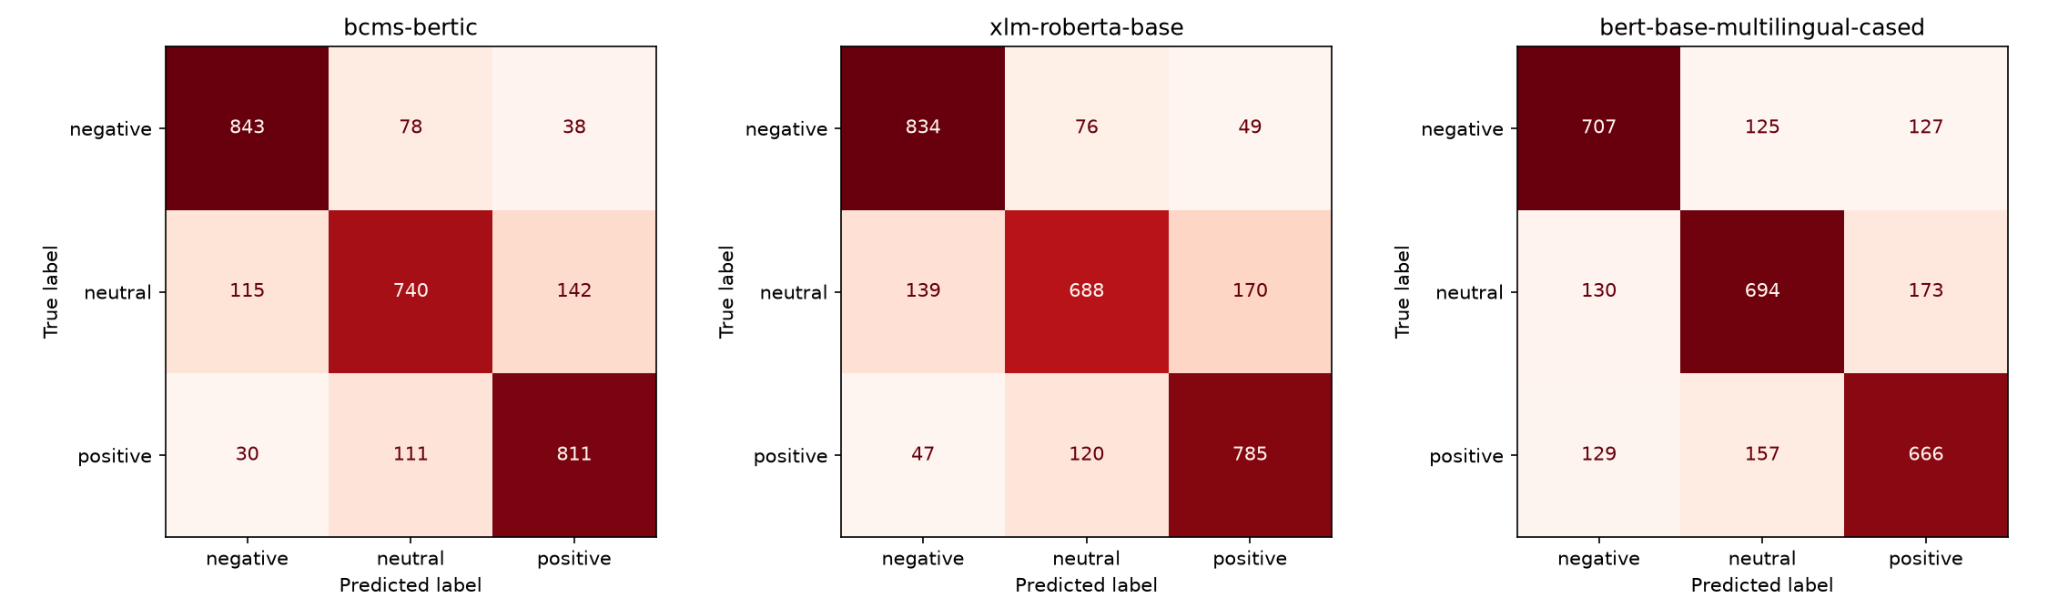 bcms-bertic
negative 843 78 38
neutral 115 740 142
positive 30 111 811
negative neutral positive
Predicted label
True label
xlm-roberta-base
negative 834 76 49
neutral 139 688 170
positive 47 120 785
negative neutral positive
Predicted label
True label
bert-base-multilingual-cased
negative 707 125 127
neutral 130 694 173
positive 129 157 666
negative neutral positive
Predicted label
True label